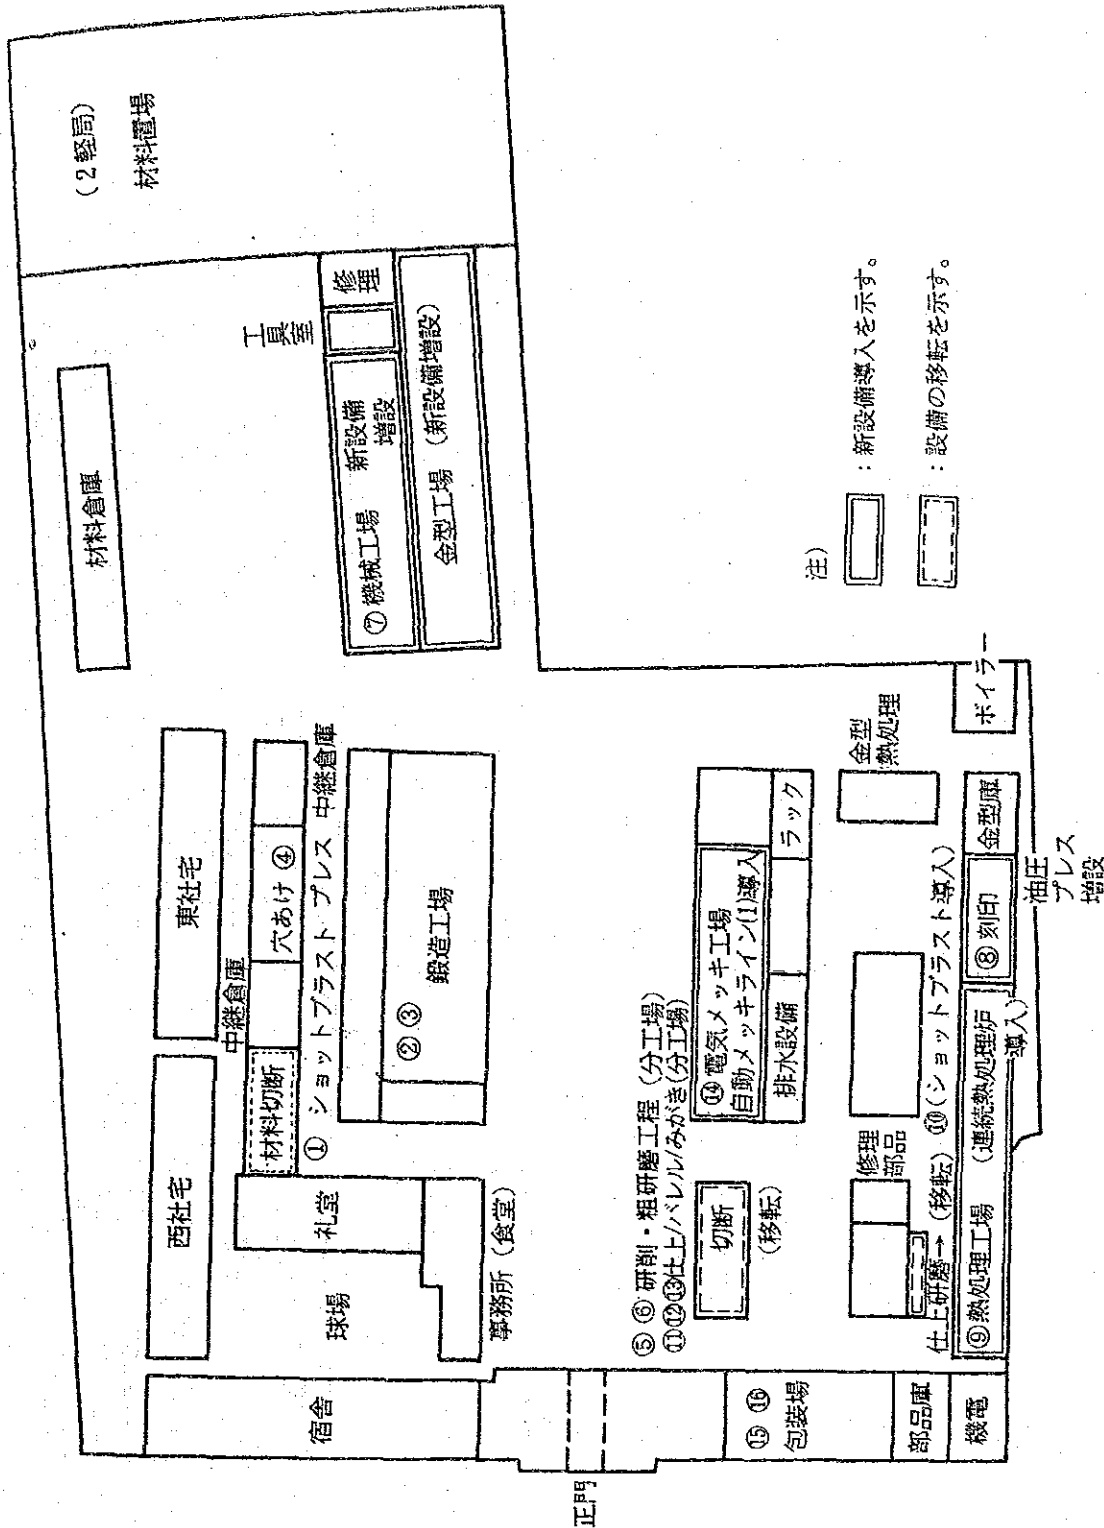 (2軽局)
材料置場
材料倉庫
工具室
修理
⑦機械工場 新設備増設
金型工場 (新設備増設)
東社宅
西社宅
中継倉庫
穴あけ ④
中継倉庫
材料切断
① ショットブラスト プレス
②③
鍛造工場
礼堂
球場
事務所 (食堂)
宿舎
正門
⑤⑥ 研削・粗研磨工程 (分工場)
⑪⑫⑬仕上/バレル/みがき(分工場)
⑭ 電気メッキ工場
自動メッキライン(1)導入
排水設備
ラック
切断
(移転)
金型熱処理
修理部品
仕上研磨→ (移転) ⑩(ショットブラスト導入)
⑨熱処理工場 (連続熱処理炉導入)
⑧刻印
金型庫
油圧プレス増設
ボイラー
⑮ ⑯
包装場
部品庫
機電
注)
:新設備導入を示す。
:設備の移転を示す。